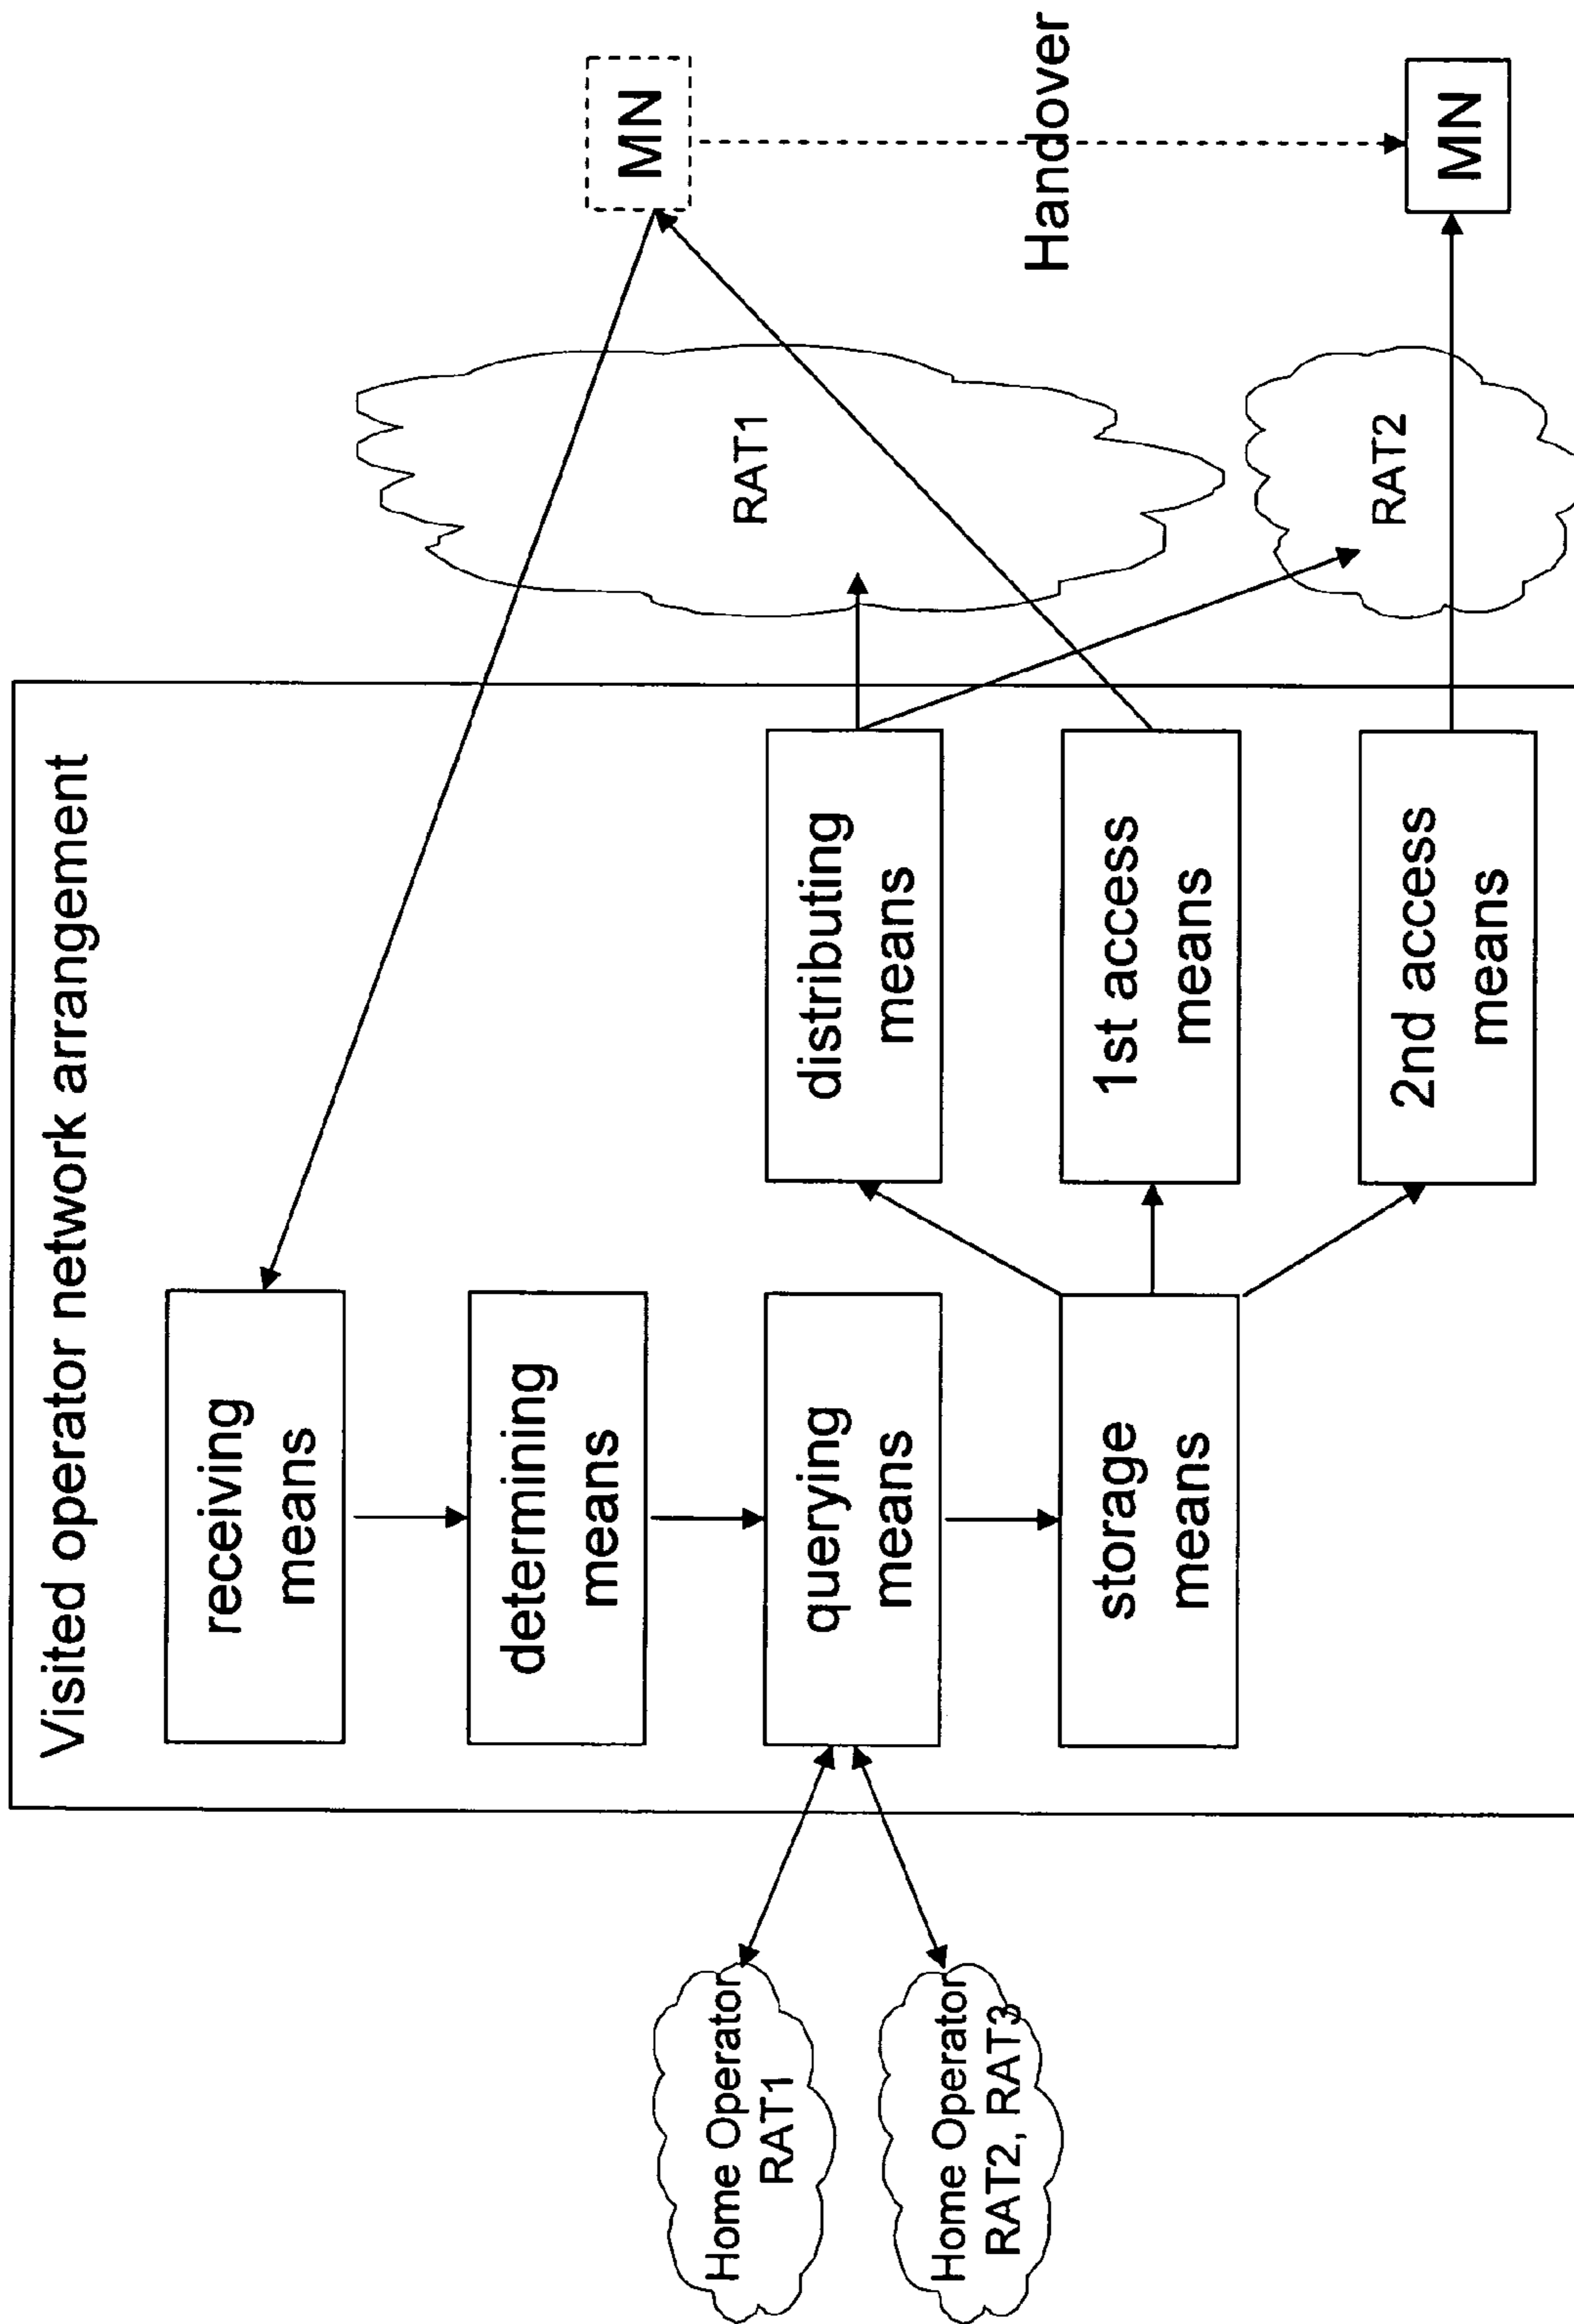 Visited operator network arrangement
receiving
means
determining
means
querying
means
storage
means
distributing
means
1st access
means
2nd access
means
Home Operator
RAT1
Home Operator
RAT2, RAT3
RAT1
RAT2
MN
Handover
MN